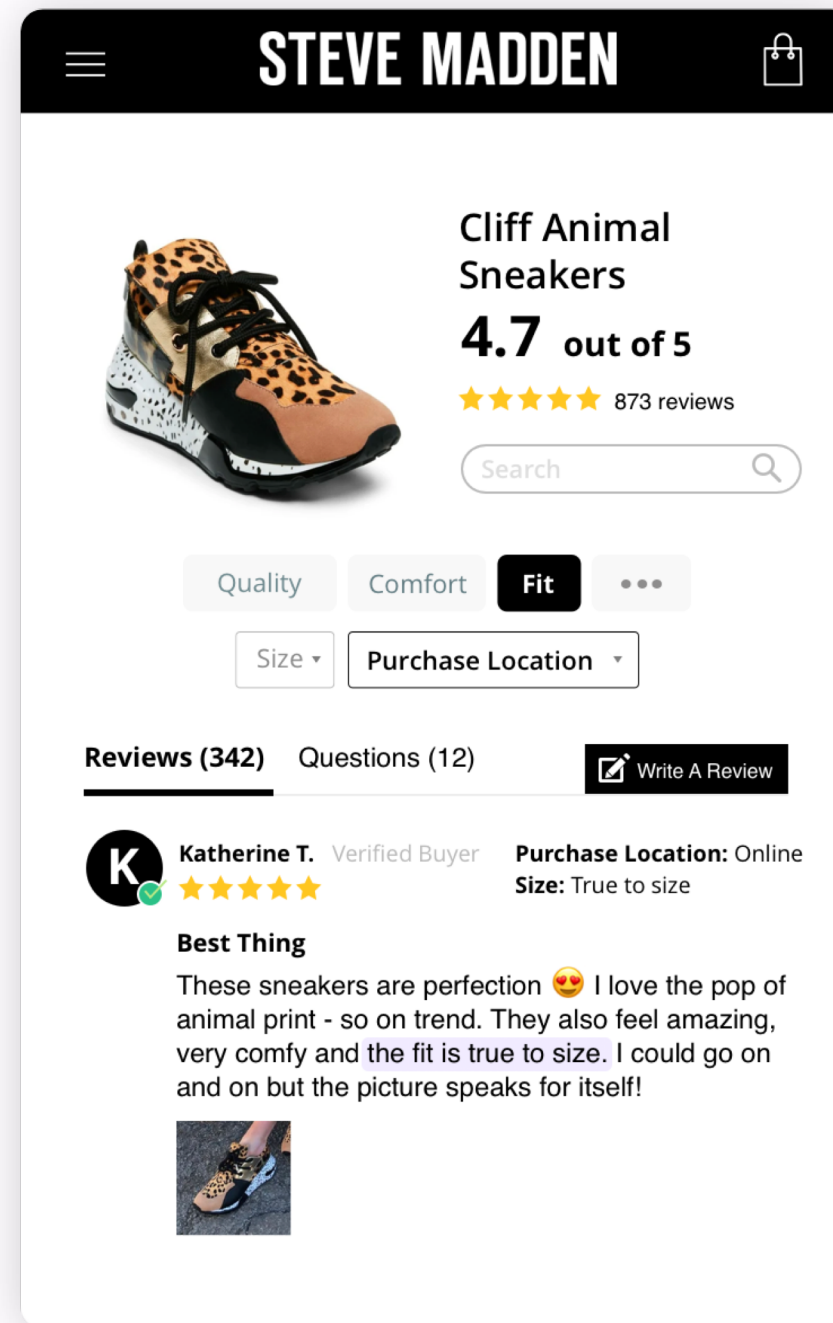 STEVE MADDEN
Cliff Animal
Sneakers
4.7 out of 5
873 reviews
Search
Quality Comfort Fit •••
Size ▾ Purchase Location ▾
Reviews (342) Questions (12) Write A Review
K
Katherine T. Verified Buyer
Purchase Location: Online
Size: True to size
Best Thing
These sneakers are perfection 😍 I love the pop of
animal print - so on trend. They also feel amazing,
very comfy and the fit is true to size. I could go on
and on but the picture speaks for itself!